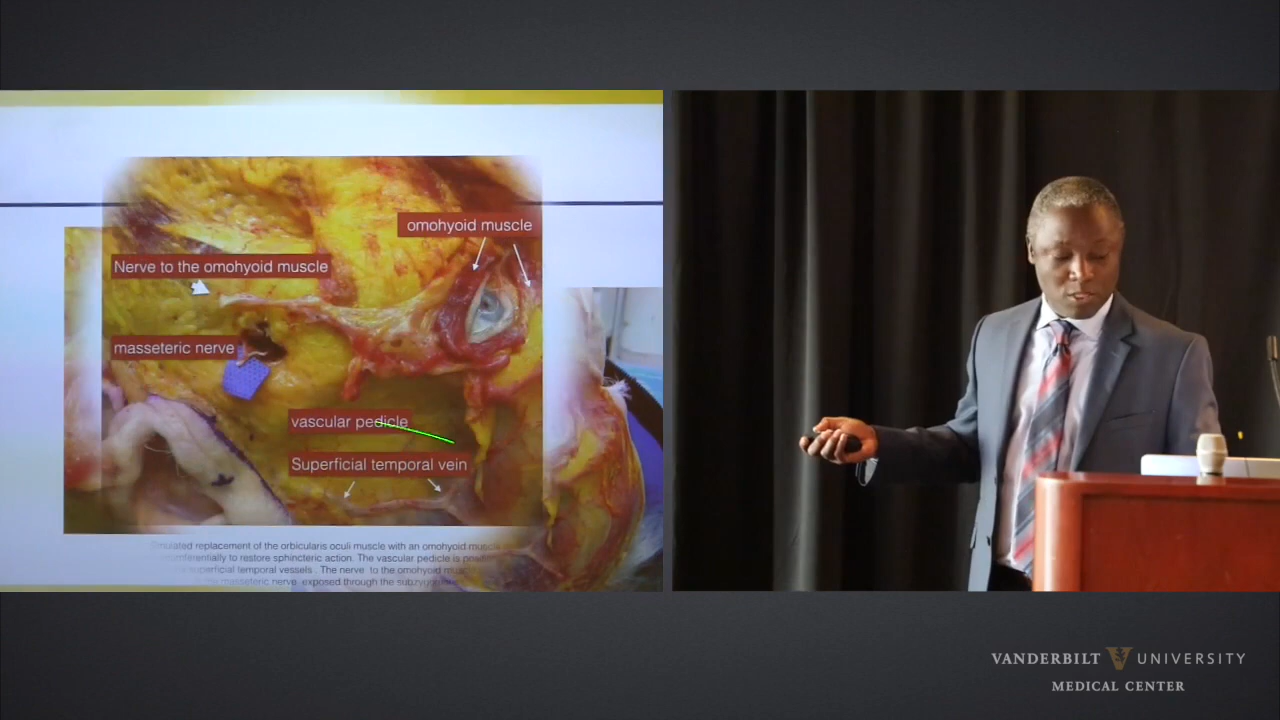 omohyoid muscle
Nerve to the omohyoid muscle
masseteric nerve
vascular pedicle
Superficial temporal vein
replacement of the orbicularis oculi muscle with an omohyoid muscle
to restore sphincteric action. The vascular pedicle is
superficial temporal vessels . The nerve to the omohyoid
the masseteric nerve exposed through the
VANDERBILT UNIVERSITY
MEDICAL CENTER